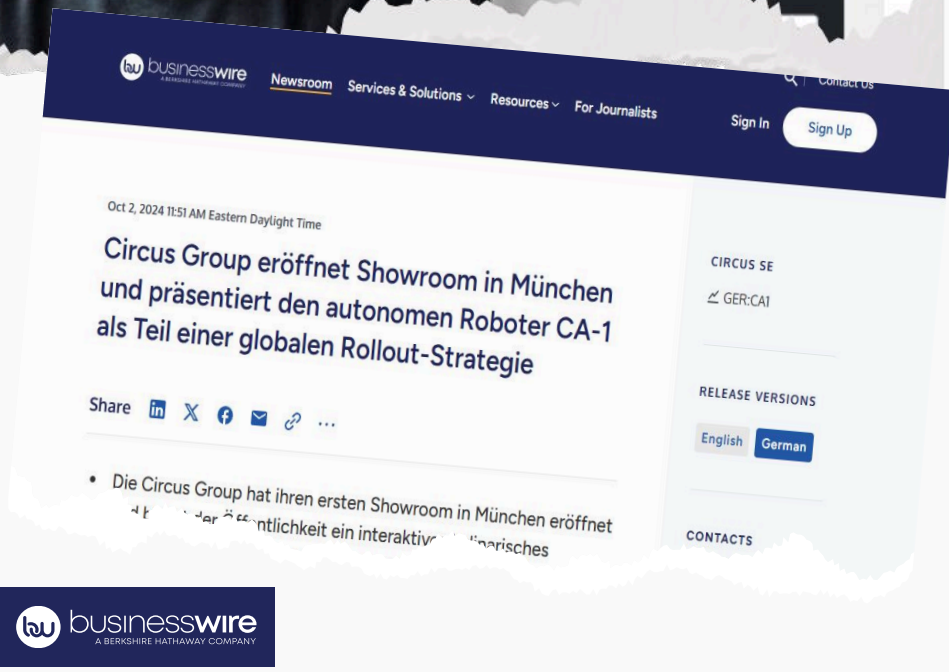 businesswire
A BERKSHIRE HATHAWAY COMPANY
Newsroom
Services & Solutions
Resources
For Journalists
Contact Us
Sign In
Sign Up
Oct 2, 2024 11:51 AM Eastern Daylight Time
Circus Group eröffnet Showroom in München
und präsentiert den autonomen Roboter CA-1
als Teil einer globalen Rollout-Strategie
Share
• Die Circus Group hat ihren ersten Showroom in München eröffnet
der Öffentlichkeit ein
CIRCUS SE
GER:CA1
RELEASE VERSIONS
English
German
CONTACTS
businesswire
A BERKSHIRE HATHAWAY COMPANY